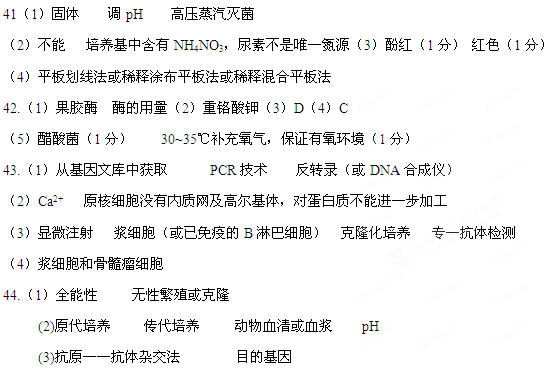 41（1）固体　　调 pH　　高压蒸汽灭菌
（2）不能　培养基中含有 NH₄NO₃，尿素不是唯一氮源（3）酚红（1 分） 红色（1 分）
（4）平板划线法或稀释涂布平板法或稀释混合平板法
42.（1）果胶酶　酶的用量（2）重铬酸钾（3）D（4）C
（5）醋酸菌（1 分）　　30~35℃补充氧气，保证有氧环境（1 分）
43.（1）从基因文库中获取　　　PCR 技术　　反转录（或 DNA 合成仪）
（2）Ca²⁺　原核细胞没有内质网及高尔基体，对蛋白质不能进一步加工
（3）显微注射　浆细胞（或已免疫的 B 淋巴细胞）　克隆化培养　专一抗体检测
（4）浆细胞和骨髓瘤细胞
44.（1）全能性　　无性繁殖或克隆
(2)原代培养　　传代培养　　动物血清或血浆　　pH
(3)抗原一一抗体杂交法　　　目的基因